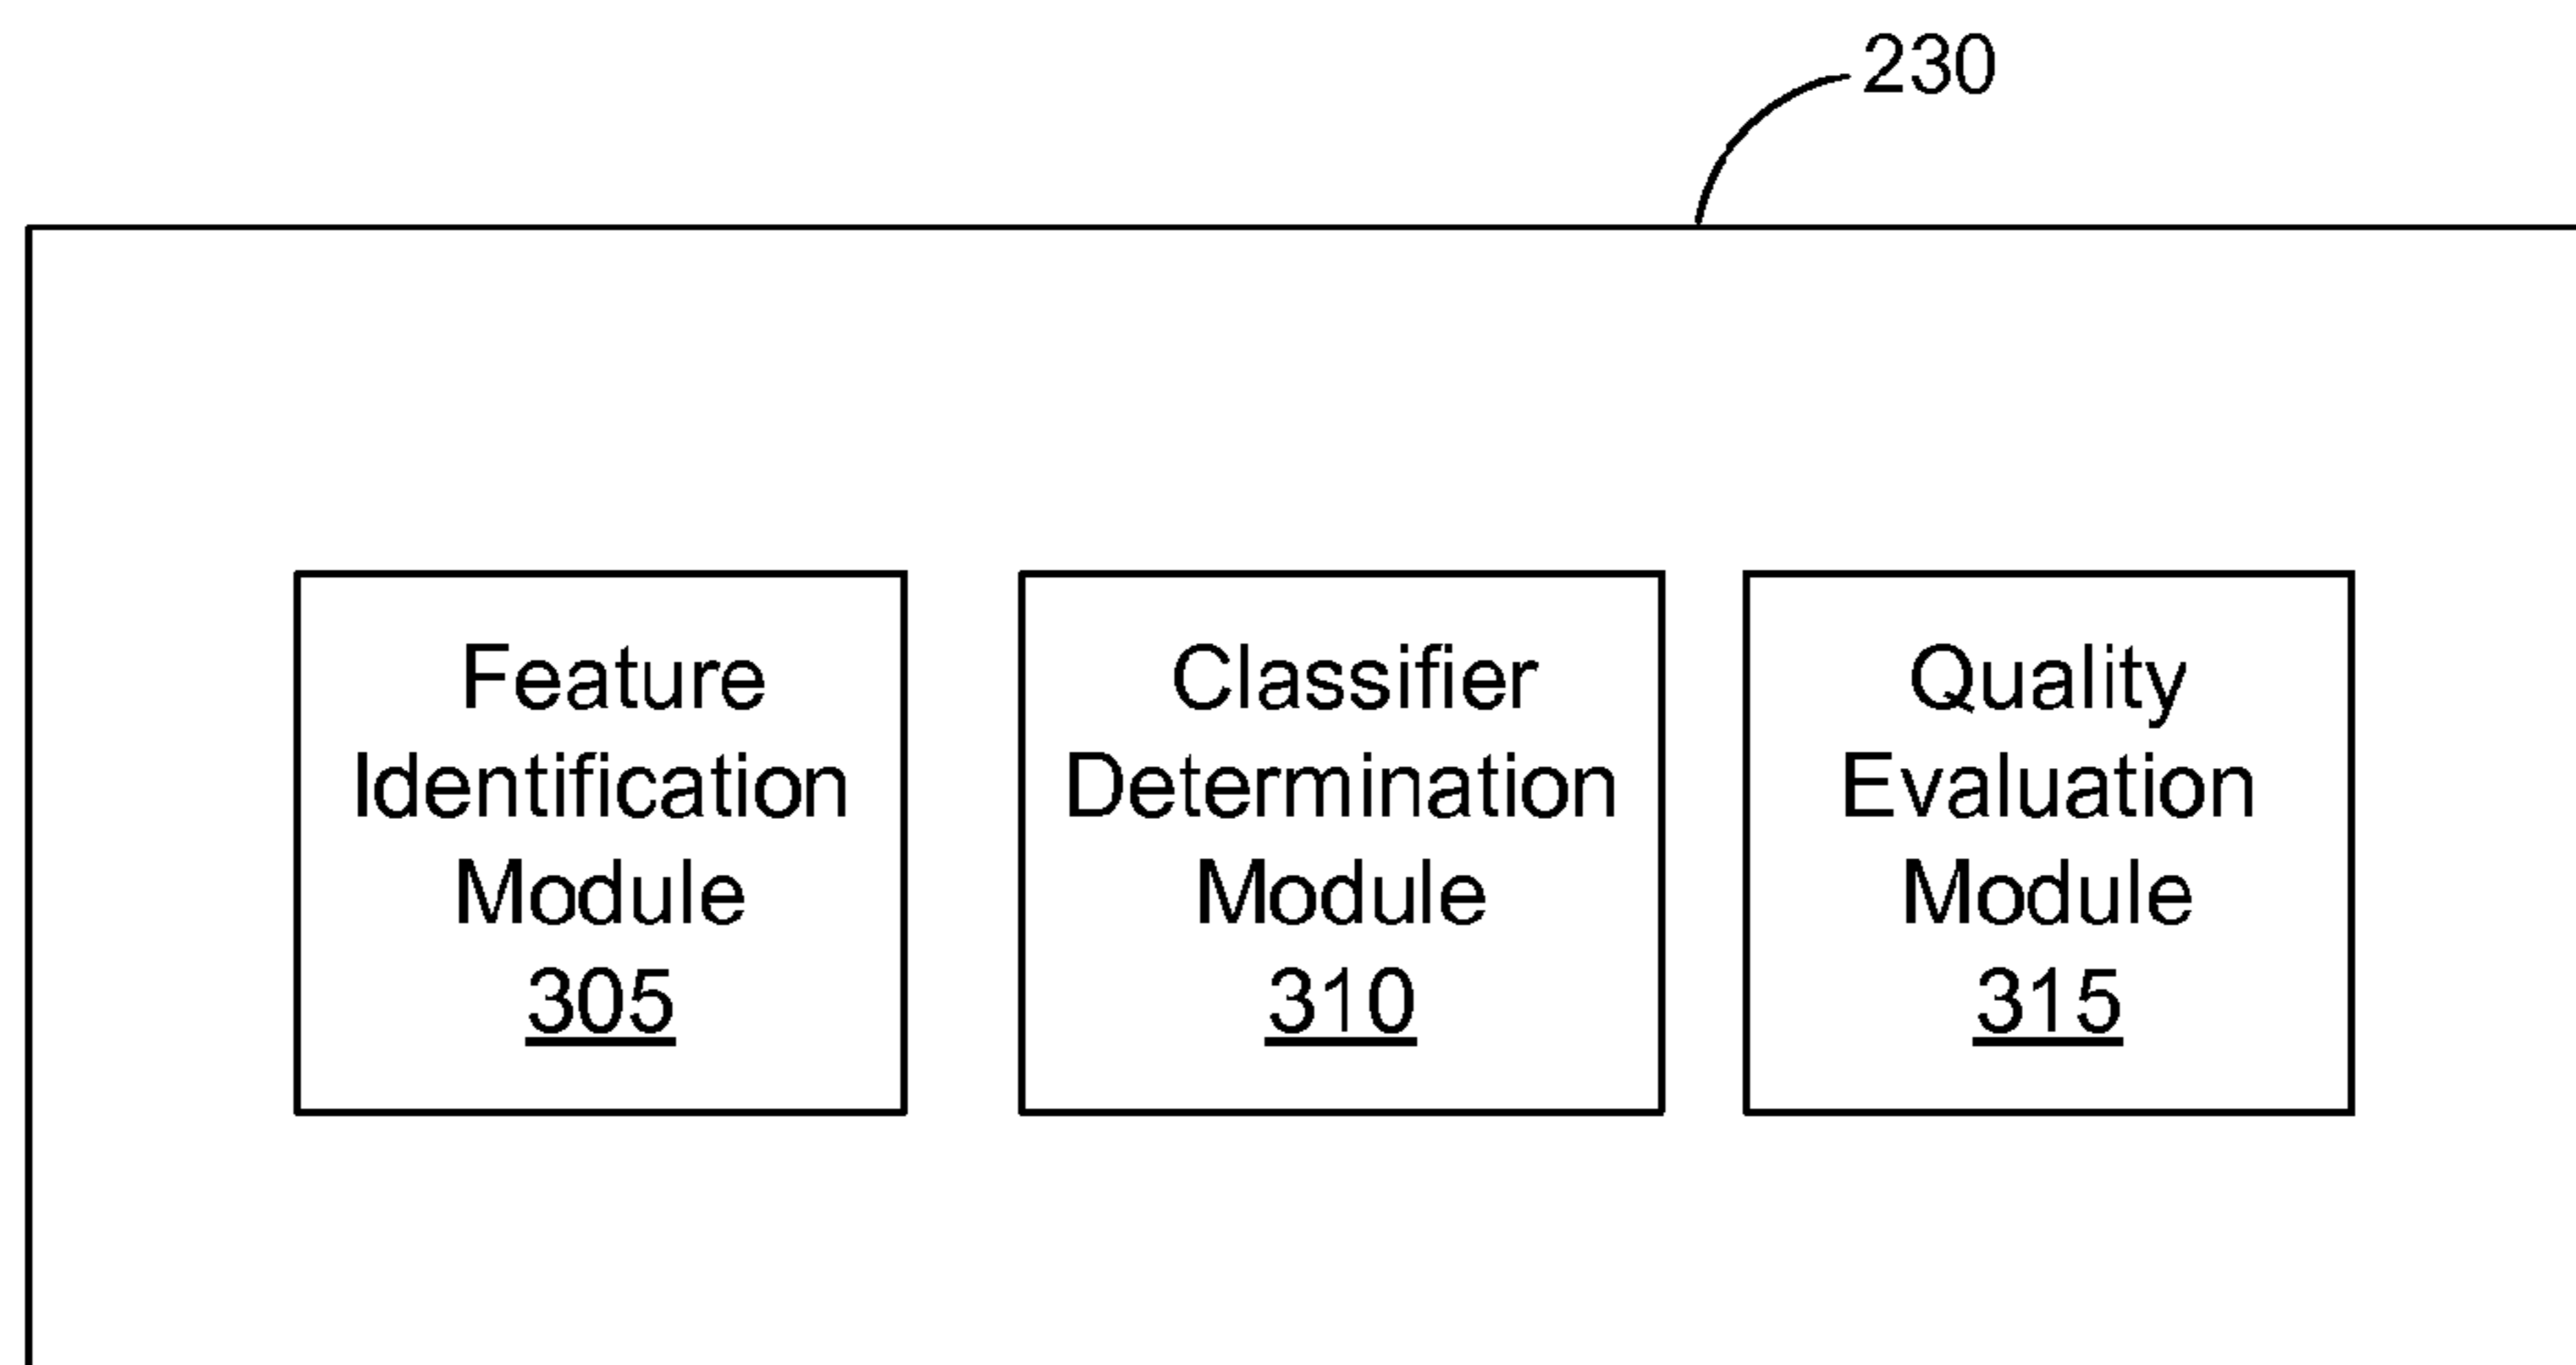 230
Feature
Identification
Module
305
Classifier
Determination
Module
310
Quality
Evaluation
Module
315